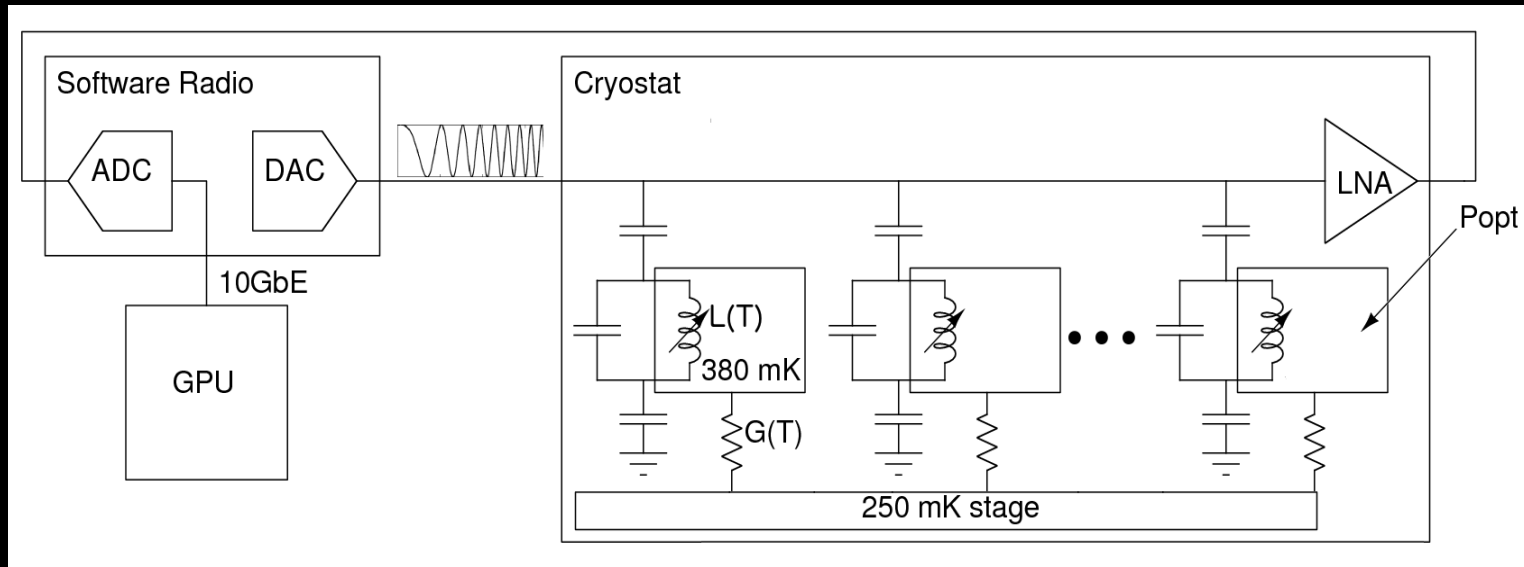 Software Radio
ADC
DAC
10GbE
GPU
Cryostat
LNA
Popt
L(T)
380 mK
G(T)
250 mK stage